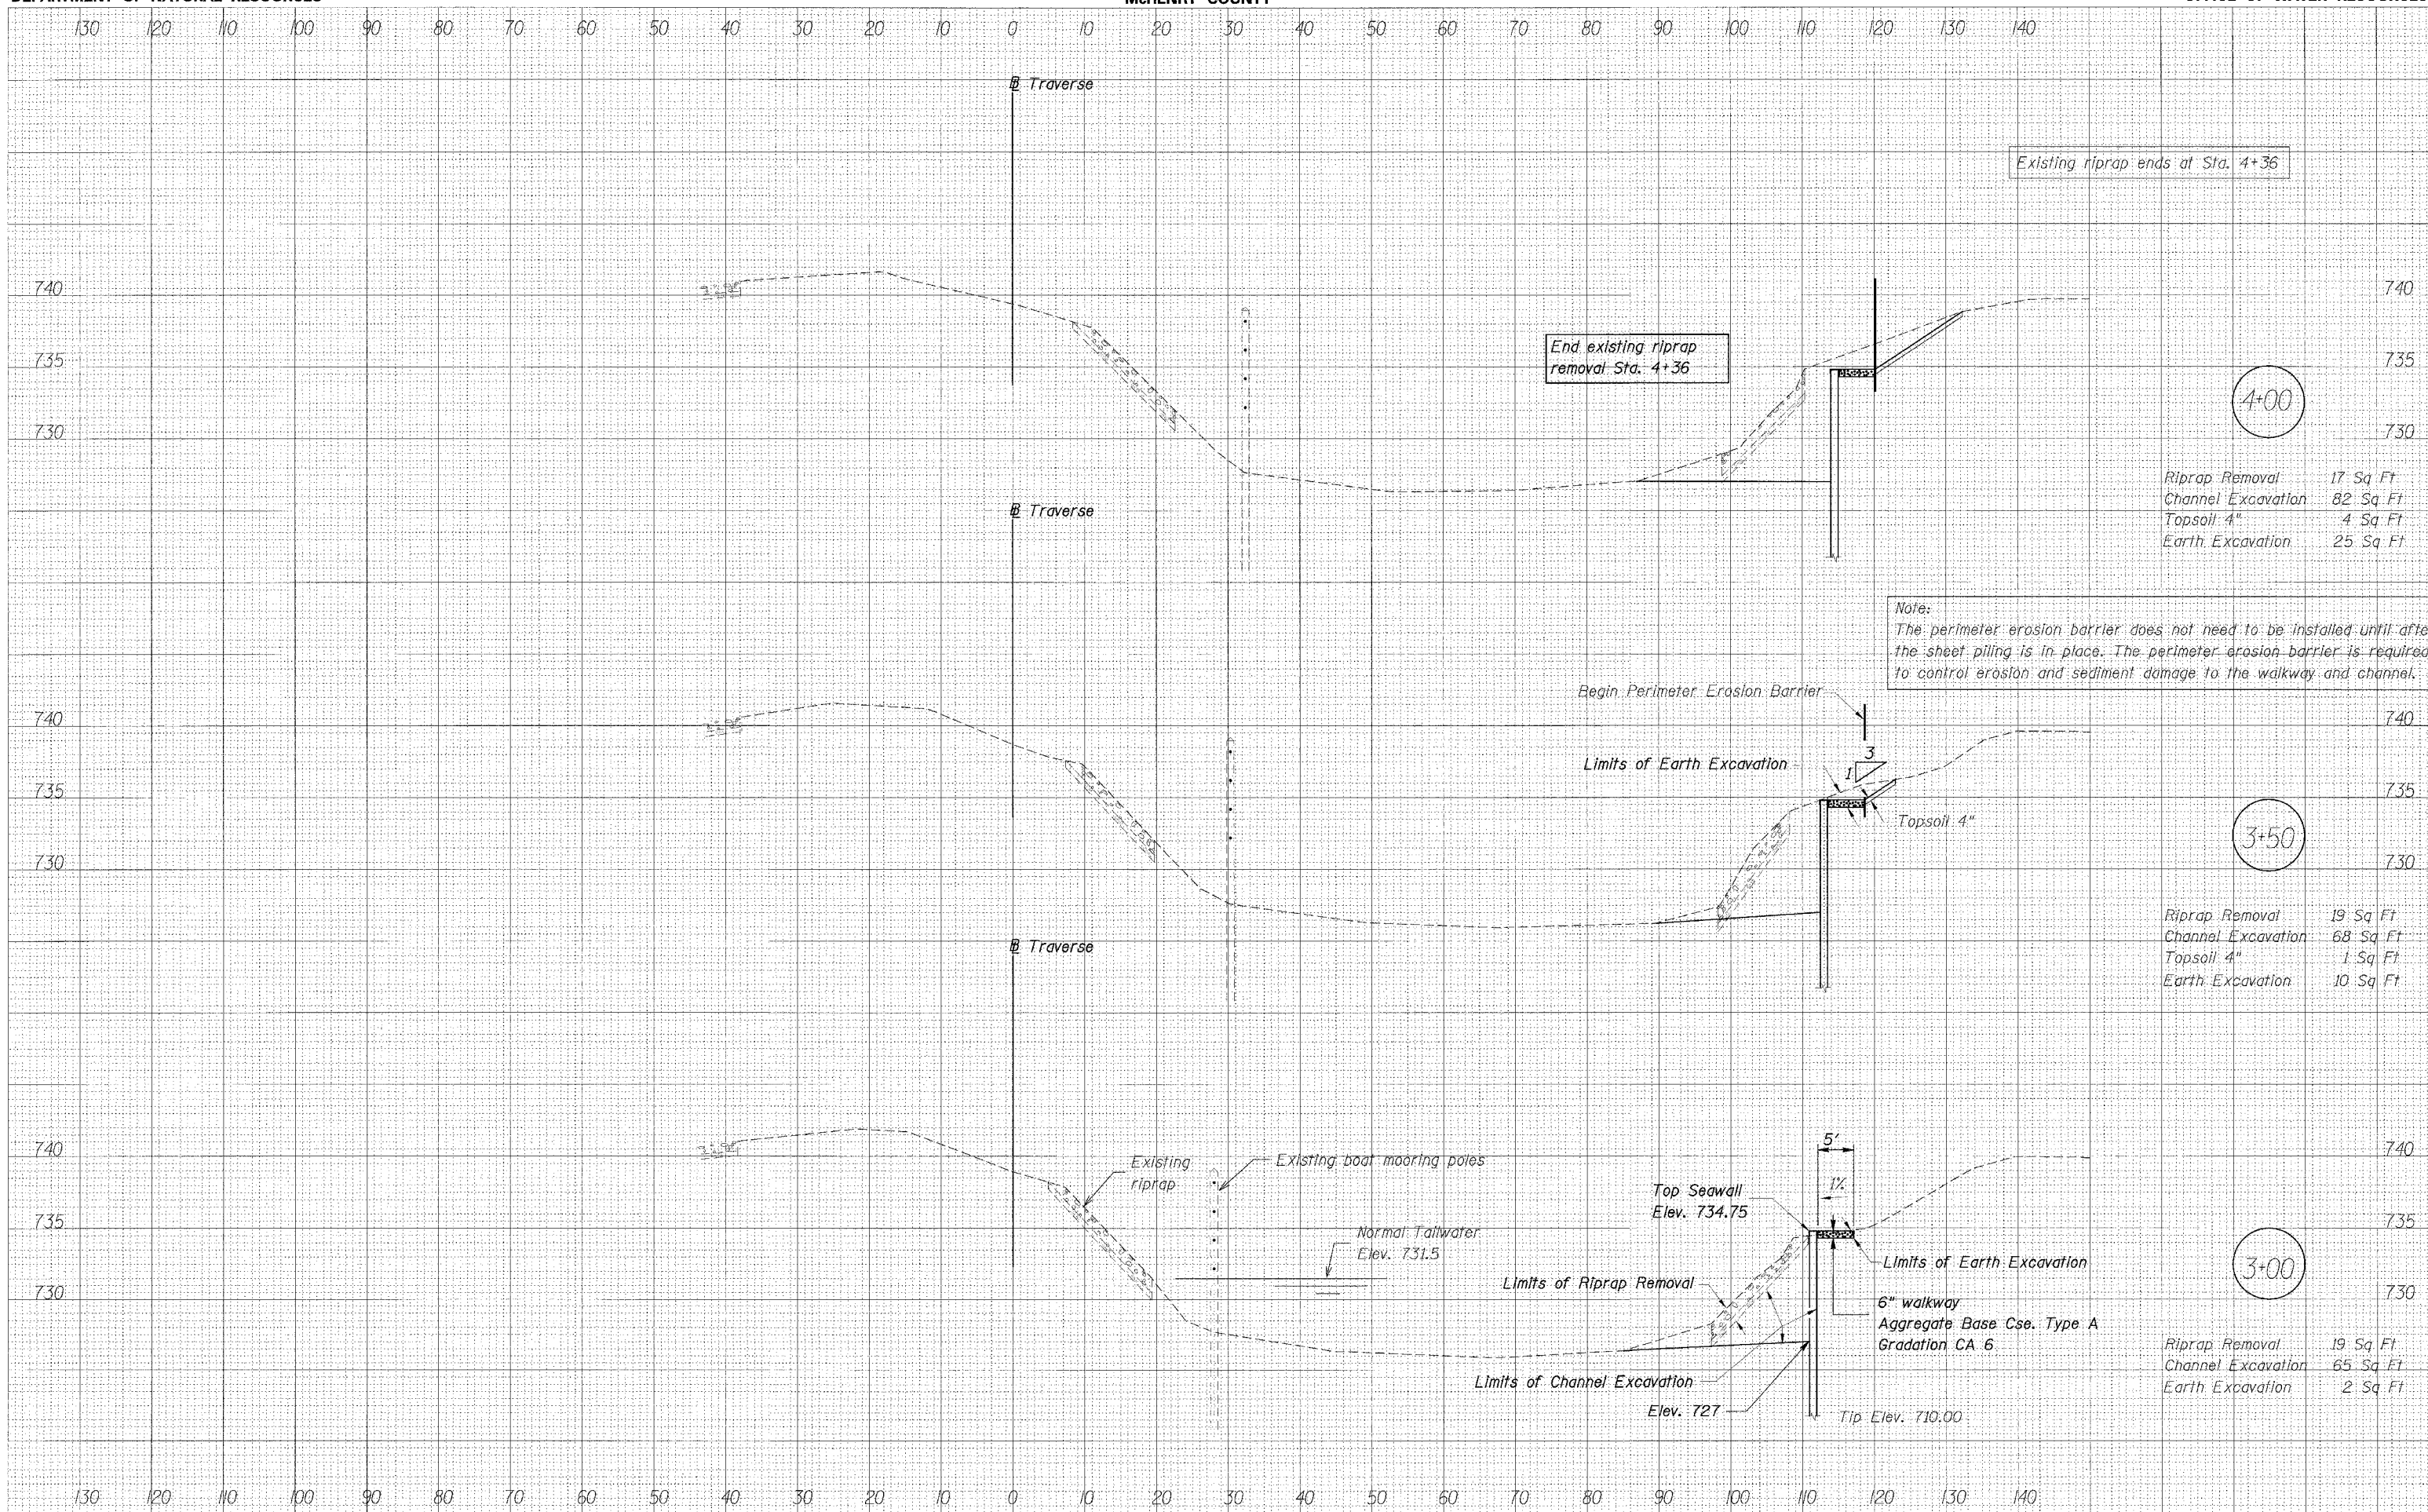 McHENRY COUNTY
130 120 110 100 90 80 70 60 50 40 30 20 10 0 10 20 30 40 50 60 70 80 90 100 110 120 130 140
℄ Traverse
Existing riprap ends at Sta. 4+36
740 740
End existing riprap
removal Sta. 4+36
735 735
4+00
730 730
Riprap Removal 17 Sq Ft
Channel Excavation 82 Sq Ft
Topsoil 4" 4 Sq Ft
Earth Excavation 25 Sq Ft
℄ Traverse
Note:
The perimeter erosion barrier does not need to be installed until afte
the sheet piling is in place. The perimeter erosion barrier is required
to control erosion and sediment damage to the walkway and channel.
Begin Perimeter Erosion Barrier
740 740
3
1
Limits of Earth Excavation
735 735
Topsoil 4"
3+50
730 730
Riprap Removal 19 Sq Ft
Channel Excavation 68 Sq Ft
Topsoil 4" 1 Sq Ft
Earth Excavation 10 Sq Ft
℄ Traverse
740 740
5'
Existing
riprap
Existing boat mooring poles
1%
Top Seawall
Elev. 734.75
735 735
Normal Tailwater
Elev. 731.5
Limits of Earth Excavation
3+00
Limits of Riprap Removal
730 730
6" walkway
Aggregate Base Cse. Type A
Gradation CA 6
Riprap Removal 19 Sq Ft
Channel Excavation 65 Sq Ft
Earth Excavation 2 Sq Ft
Limits of Channel Excavation
Elev. 727
Tip Elev. 710.00
130 120 110 100 90 80 70 60 50 40 30 20 10 0 10 20 30 40 50 60 70 80 90 100 110 120 130 140